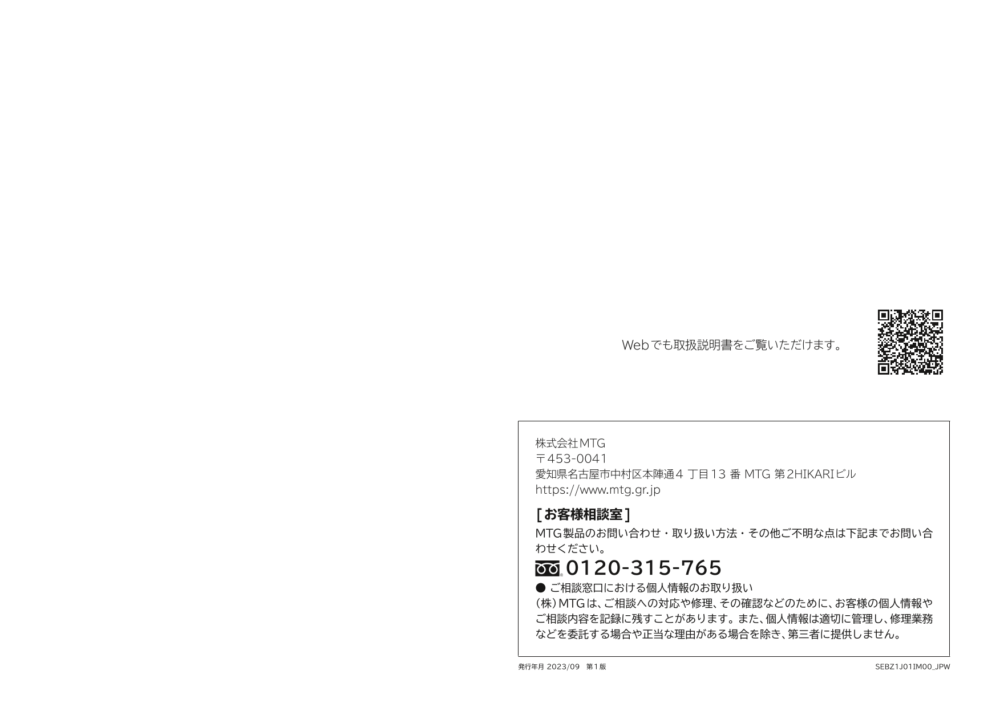 Webでも取扱説明書をご覧いただけます。
株式会社MTG
〒453-0041
愛知県名古屋市中村区本陣通4 丁目13 番 MTG 第2HIKARIビル
https://www.mtg.gr.jp
[お客様相談室]
MTG製品のお問い合わせ・取り扱い方法・その他ご不明な点は下記までお問い合
わせください。
0120-315-765
● ご相談窓口における個人情報のお取り扱い
(株)MTGは、ご相談への対応や修理、その確認などのために、お客様の個人情報や
ご相談内容を記録に残すことがあります。また、個人情報は適切に管理し、修理業務
などを委託する場合や正当な理由がある場合を除き、第三者に提供しません。
発行年月 2023/09 第1版
SEBZ1J01IM00_JPW